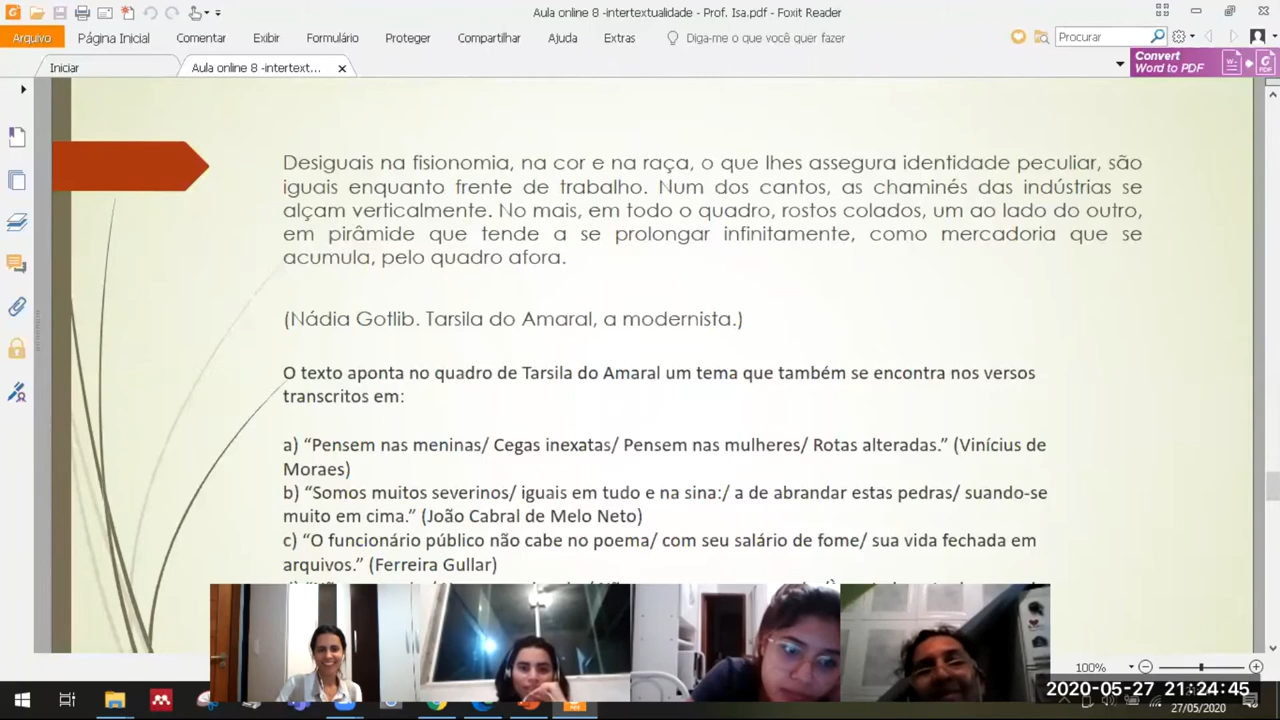 Aula online 8 -intertextualidade - Prof. Isa.pdf - Foxit Reader
Arquivo Página Inicial Comentar Exibir Formulário Proteger Compartilhar Ajuda Extras Diga-me o que você quer fazer Procurar
Iniciar Aula online 8 -intertext... Convert
Word to PDF
Desiguais na fisionomia, na cor e na raça, o que lhes assegura identidade peculiar, são
iguais enquanto frente de trabalho. Num dos cantos, as chaminés das indústrias se
alçam verticalmente. No mais, em todo o quadro, rostos colados, um ao lado do outro,
em pirâmide que tende a se prolongar infinitamente, como mercadoria que se
acumula, pelo quadro afora.
(Nádia Gotlib. Tarsila do Amaral, a modernista.)
O texto aponta no quadro de Tarsila do Amaral um tema que também se encontra nos versos
transcritos em:
a) “Pensem nas meninas/ Cegas inexatas/ Pensem nas mulheres/ Rotas alteradas.” (Vinícius de
Moraes)
b) “Somos muitos severinos/ iguais em tudo e na sina:/ a de abrandar estas pedras/ suando-se
muito em cima.” (João Cabral de Melo Neto)
c) “O funcionário público não cabe no poema/ com seu salário de fome/ sua vida fechada em
arquivos.” (Ferreira Gullar)
100%
2020-05-27 21:24:45
27/05/2020